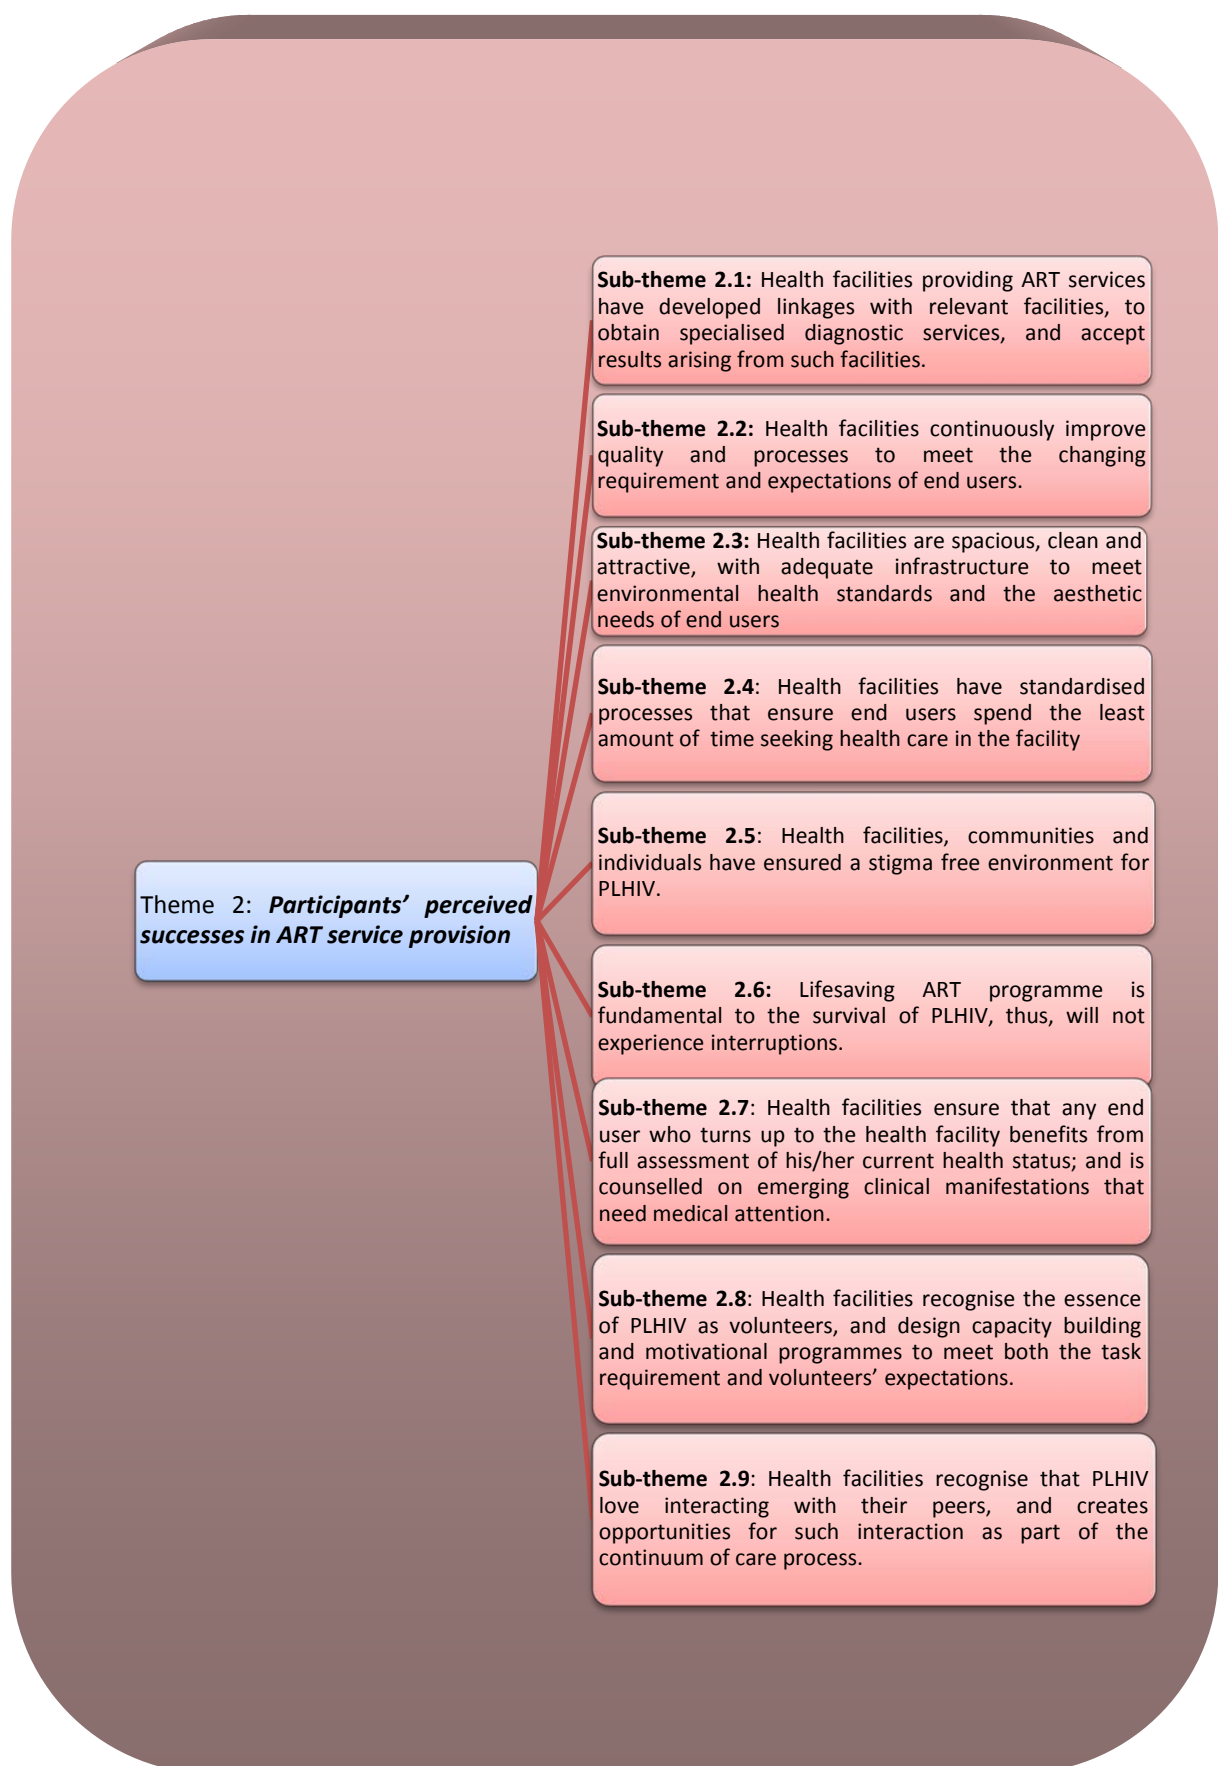 Sub-theme 2.1: Health facilities providing ART services
have developed linkages with relevant facilities, to
obtain specialised diagnostic services, and accept
results arising from such facilities.
Sub-theme 2.2: Health facilities continuously improve
quality and processes to meet the changing
requirement and expectations of end users.
Sub-theme 2.3: Health facilities are spacious, clean and
attractive, with adequate infrastructure to meet
environmental health standards and the aesthetic
needs of end users
Sub-theme 2.4: Health facilities have standardised
processes that ensure end users spend the least
amount of time seeking health care in the facility
Sub-theme 2.5: Health facilities, communities and
individuals have ensured a stigma free environment for
PLHIV.
Theme 2: Participants’ perceived
successes in ART service provision
Sub-theme 2.6: Lifesaving ART programme is
fundamental to the survival of PLHIV, thus, will not
experience interruptions.
Sub-theme 2.7: Health facilities ensure that any end
user who turns up to the health facility benefits from
full assessment of his/her current health status; and is
counselled on emerging clinical manifestations that
need medical attention.
Sub-theme 2.8: Health facilities recognise the essence
of PLHIV as volunteers, and design capacity building
and motivational programmes to meet both the task
requirement and volunteers’ expectations.
Sub-theme 2.9: Health facilities recognise that PLHIV
love interacting with their peers, and creates
opportunities for such interaction as part of the
continuum of care process.